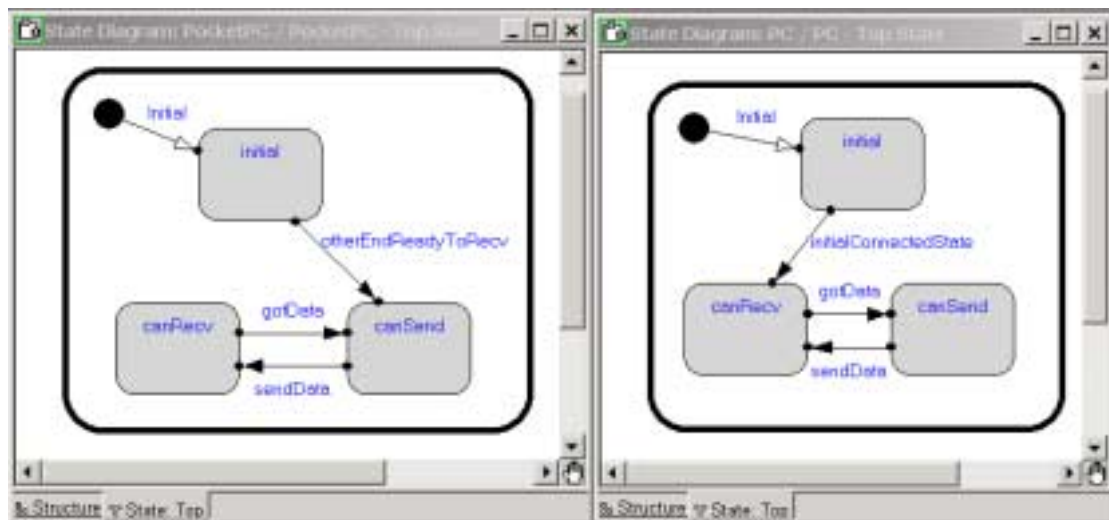 State Diagram: PocketPC / PocketPC - Top State
Initial
initial
otherEndReadyToRecv
canRecv
gotData
canSend
sendData
Structure
State: Top
State Diagram: PC / PC - Top State
Initial
initial
initialConnectedState
canRecv
gotData
canSend
sendData
Structure
State: Top